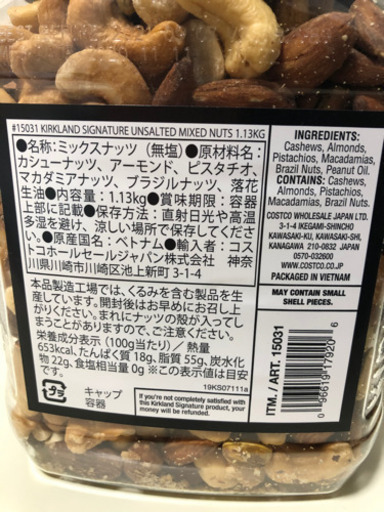 #15031 KIRKLAND SIGNATURE UNSALTED MIXED NUTS 1.13KG
●名称:ミックスナッツ（無塩）●原材料名:
カシューナッツ、アーモンド、ピスタチオ、
マカダミアナッツ、ブラジルナッツ、落花
生油●内容量:1.13kg●賞味期限:容器
上部に記載●保存方法:直射日光や高温
多湿を避け、涼しい場所で保存してくださ
い。●原産国名:ベトナム●輸入者:コス
トコホールセールジャパン株式会社 神奈
川県川崎市川崎区池上新町 3-1-4
本品製造工場では、くるみを含む製品を生
産しています。開封後はお早めにお召し上
がりください。まれにナッツの殻が入ってし
まうことがありますので、ご注意ください。
栄養成分表示（100g当たり）/ 熱量
653kcal、たんぱく質 18g、脂質 55g、炭水化
物 22g、食塩相当量 0g ※この表示値は目安
です。
プラ
キャップ
容器
19KS07111a
If you're not completely satisfied with
this Kirkland Signature product, your
money will be refunded.
INGREDIENTS:
Cashews, Almonds,
Pistachios, Macadamias,
Brazil Nuts, Peanut Oil.
CONTAINS: Cashews,
Almonds, Pistachios,
Macadamias, Brazil Nuts.
COSTCO WHOLESALE JAPAN LTD.
3-1-4 IKEGAMI-SHINCHO
KAWASAKI-KU, KAWASAKI-SHI,
KANAGAWA 210-0832 JAPAN
0570-032600
WWW.COSTCO.CO.JP
PACKAGED IN VIETNAM
MAY CONTAIN SMALL
SHELL PIECES.
ITM. / ART. 15031
0 96619 17920 6